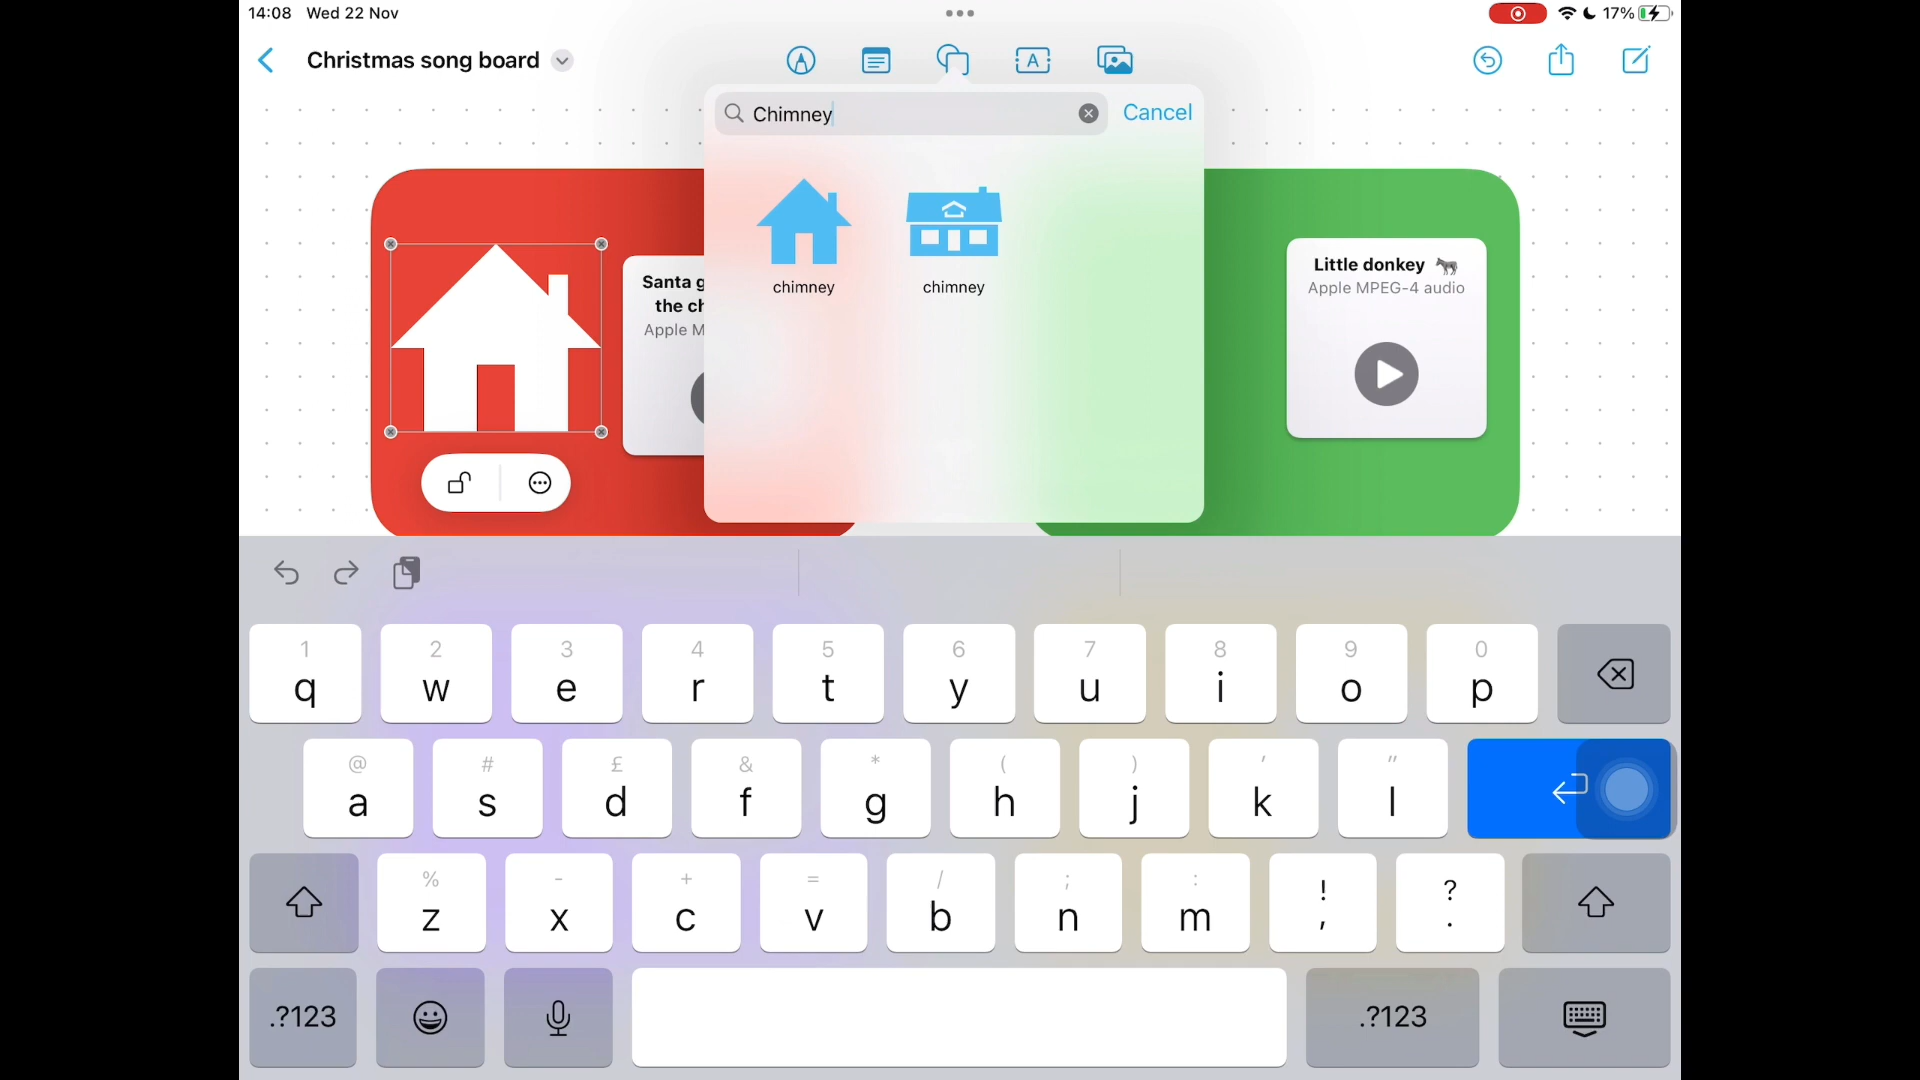 14:08 Wed 22 Nov
17%
Christmas song board
A
Chimney
Cancel
chimney
chimney
Santa g
the ch
Apple M
Little donkey
Apple MPEG-4 audio
1 2 3 4 5 6 7 8 9 0
q w e r t y u i o p
@ # £ & * ( ) ' "
a s d f g h j k l
% - + = / ; : ! ?
z x c v b n m , .
.?123
.?123